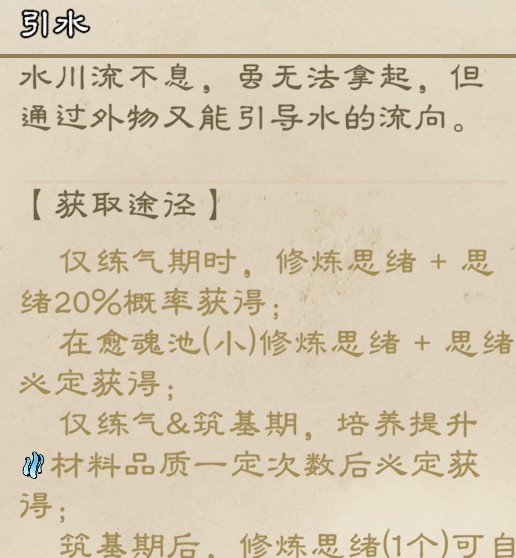 引水
水川流不息，虽无法拿起，但
通过外物又能引导水的流向。
【获取途径】
仅练气期时，修炼思绪 + 思
绪20%概率获得；
在愈魂池(小)修炼思绪 + 思绪
必定获得；
仅练气&筑基期，培养提升
材料品质一定次数后必定获
得；
筑基期后，修炼思绪(1个)可自